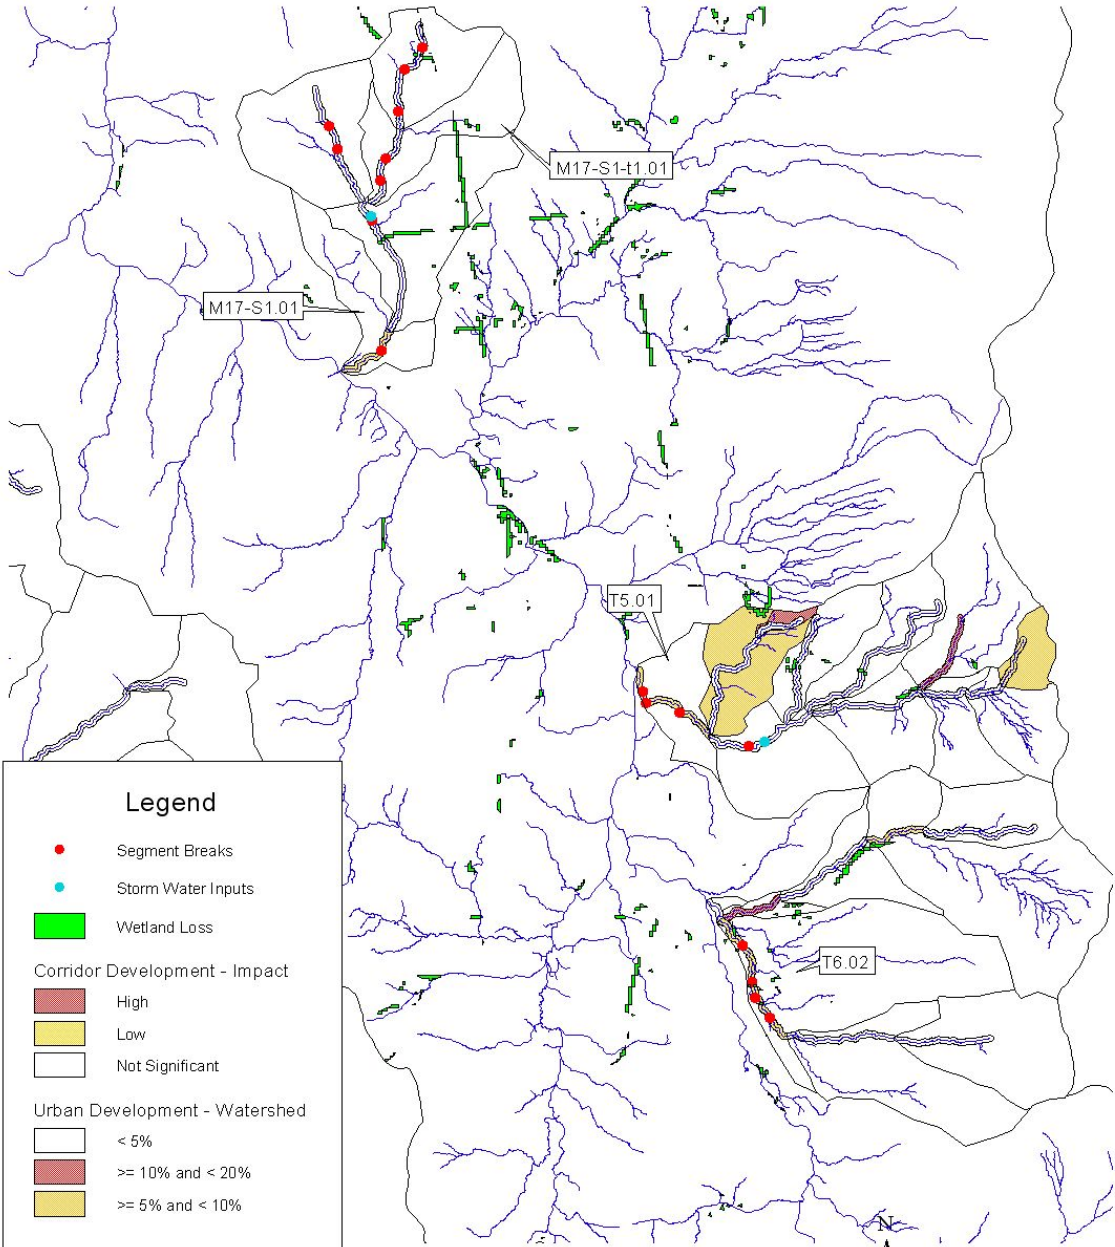 M17-S1-t1.01
M17-S1.01
T5.01
T6.02
Legend
Segment Breaks
Storm Water Inputs
Wetland Loss
Corridor Development - Impact
High
Low
Not Significant
Urban Development - Watershed
< 5%
>= 10% and < 20%
>= 5% and < 10%
N